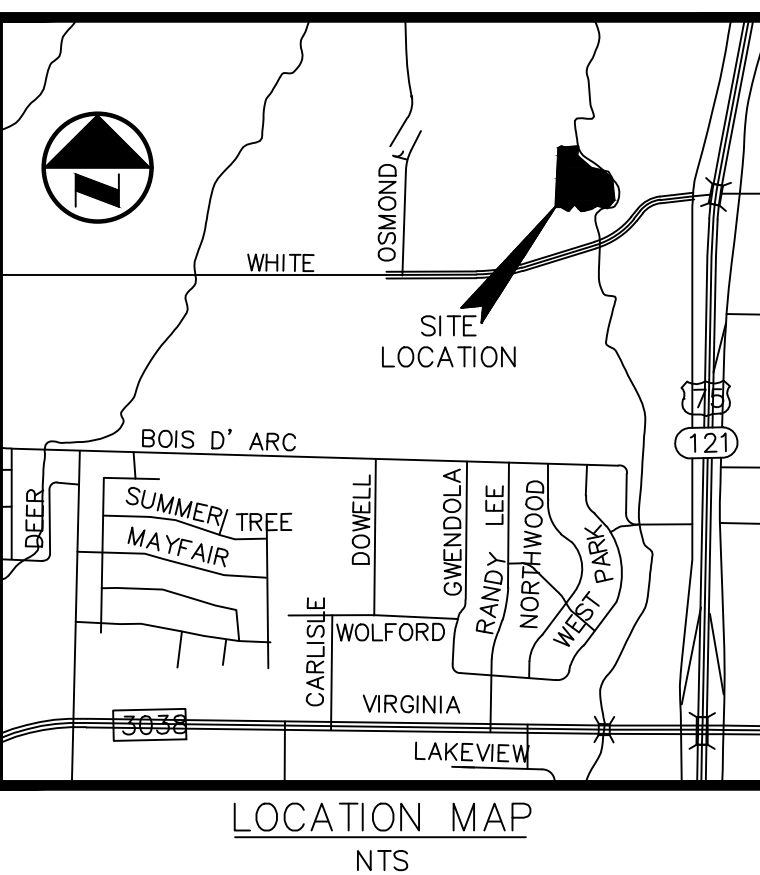 N
OSMOND
WHITE
SITE
LOCATION
75
121
BOIS D' ARC
DEER
SUMMER TREE
MAYFAIR
DOWELL
GWENDOLA
RANDY LEE
NORTHWOOD
WEST PARK
CARLISLE
WOLFORD
VIRGINIA
3038
LAKEVIEW
LOCATION MAP
NTS